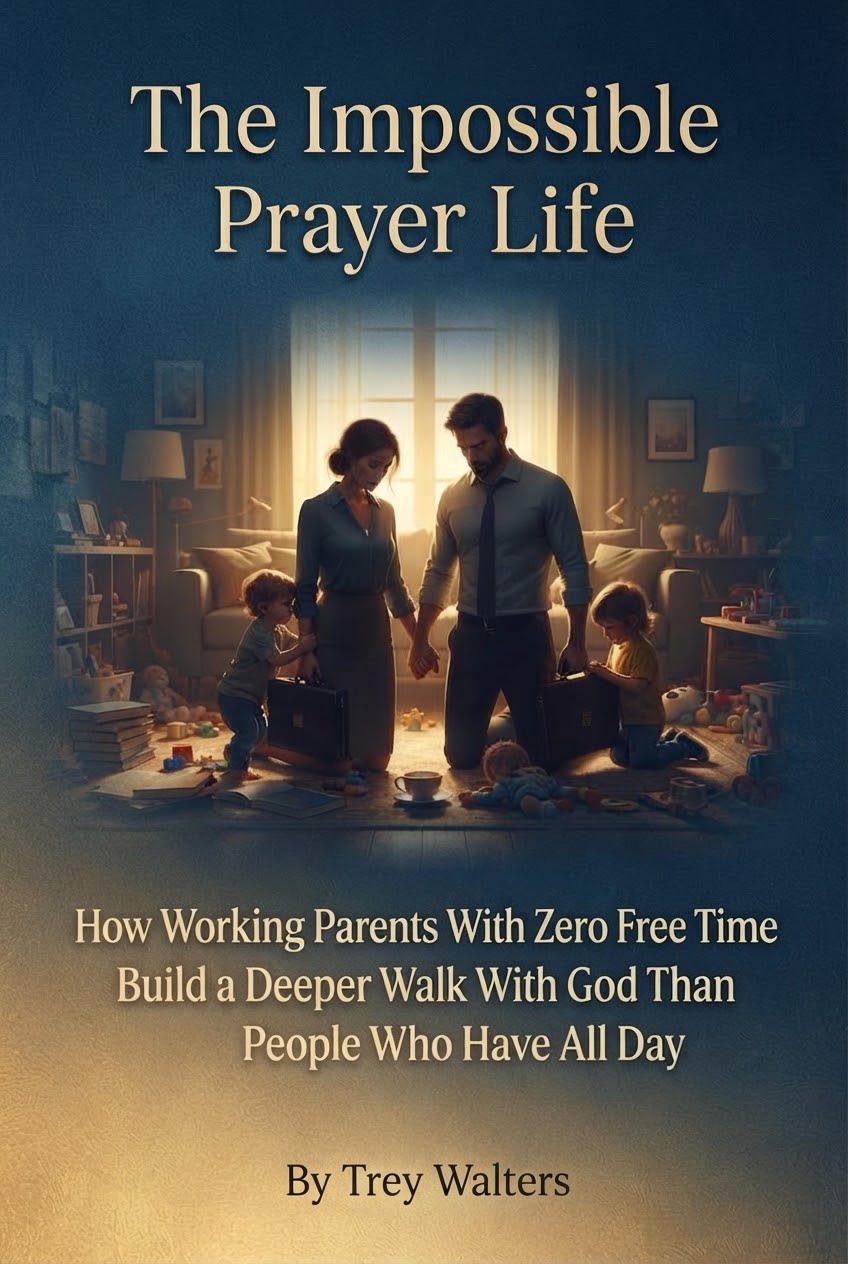 The Impossible
Prayer Life
How Working Parents With Zero Free Time
Build a Deeper Walk With God Than
People Who Have All Day
By Trey Walters